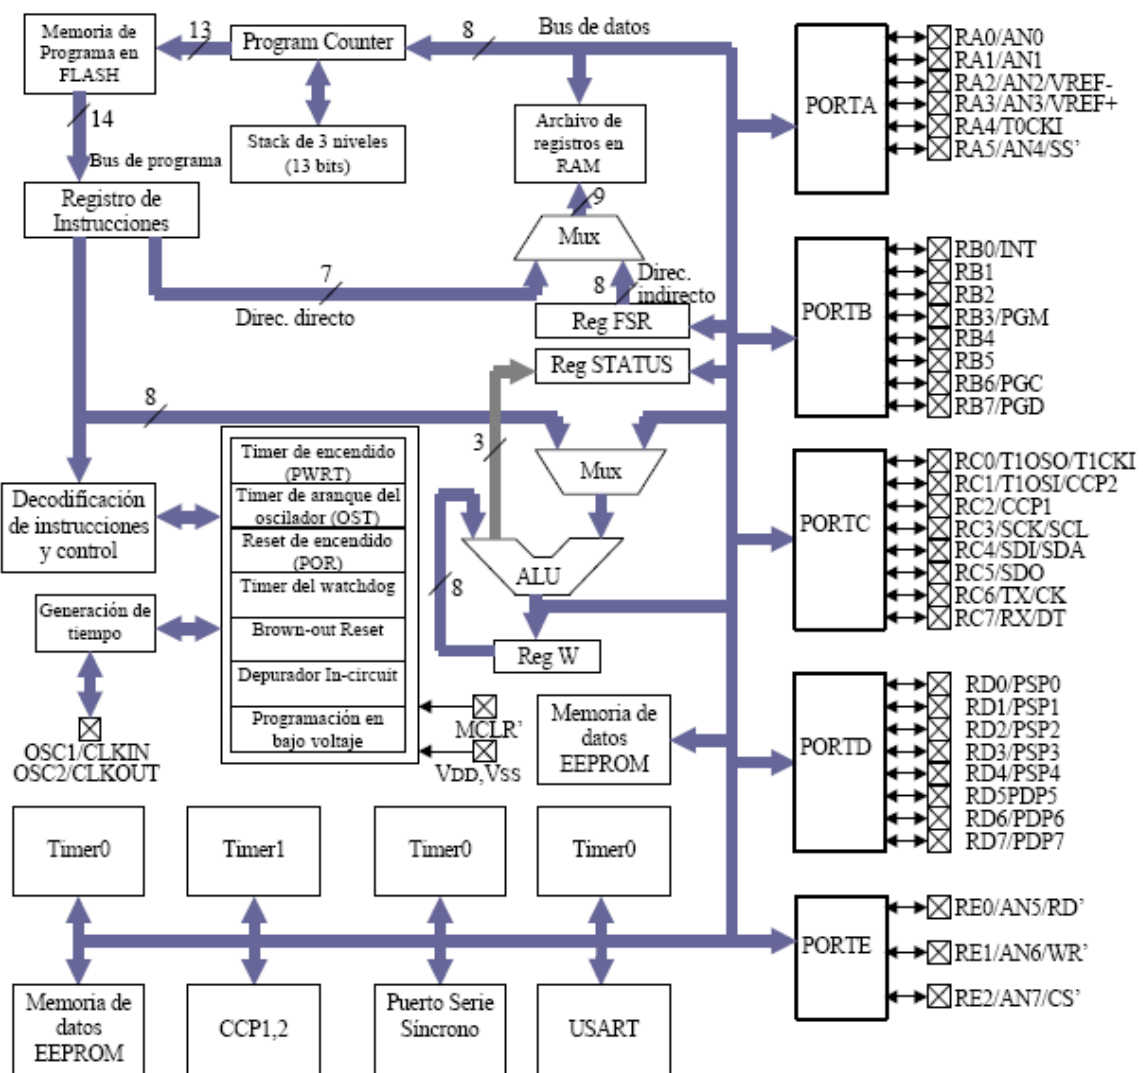 Memoria de
Programa en
FLASH
13
Program Counter
8
Bus de datos
14
Bus de programa
Stack de 3 niveles
(13 bits)
Archivo de
registros en
RAM
9
Registro de
Instrucciones
Mux
7
Direc. directo
8
Direc.
indirecto
Reg FSR
Reg STATUS
8
3
Mux
Decodificación
de instrucciones
y control
Timer de encendido
(PWRT)
Timer de aranque del
oscilador (OST)
Reset de encendido
(POR)
Timer del watchdog
Brown-out Reset
Depurador In-circuit
Programación en
bajo voltaje
ALU
8
Reg W
Generación de
tiempo
OSC1/CLKIN
OSC2/CLKOUT
MCLR’
VDD,VSS
Memoria de
datos
EEPROM
Timer0
Timer1
Timer0
Timer0
Memoria de
datos
EEPROM
CCP1,2
Puerto Serie
Síncrono
USART
PORTA
RA0/AN0
RA1/AN1
RA2/AN2/VREF-
RA3/AN3/VREF+
RA4/T0CKI
RA5/AN4/SS’
PORTB
RB0/INT
RB1
RB2
RB3/PGM
RB4
RB5
RB6/PGC
RB7/PGD
PORTC
RC0/T1OSO/T1CKI
RC1/T1OSI/CCP2
RC2/CCP1
RC3/SCK/SCL
RC4/SDI/SDA
RC5/SDO
RC6/TX/CK
RC7/RX/DT
PORTD
RD0/PSP0
RD1/PSP1
RD2/PSP2
RD3/PSP3
RD4/PSP4
RD5PDP5
RD6/PDP6
RD7/PDP7
PORTE
RE0/AN5/RD’
RE1/AN6/WR’
RE2/AN7/CS’